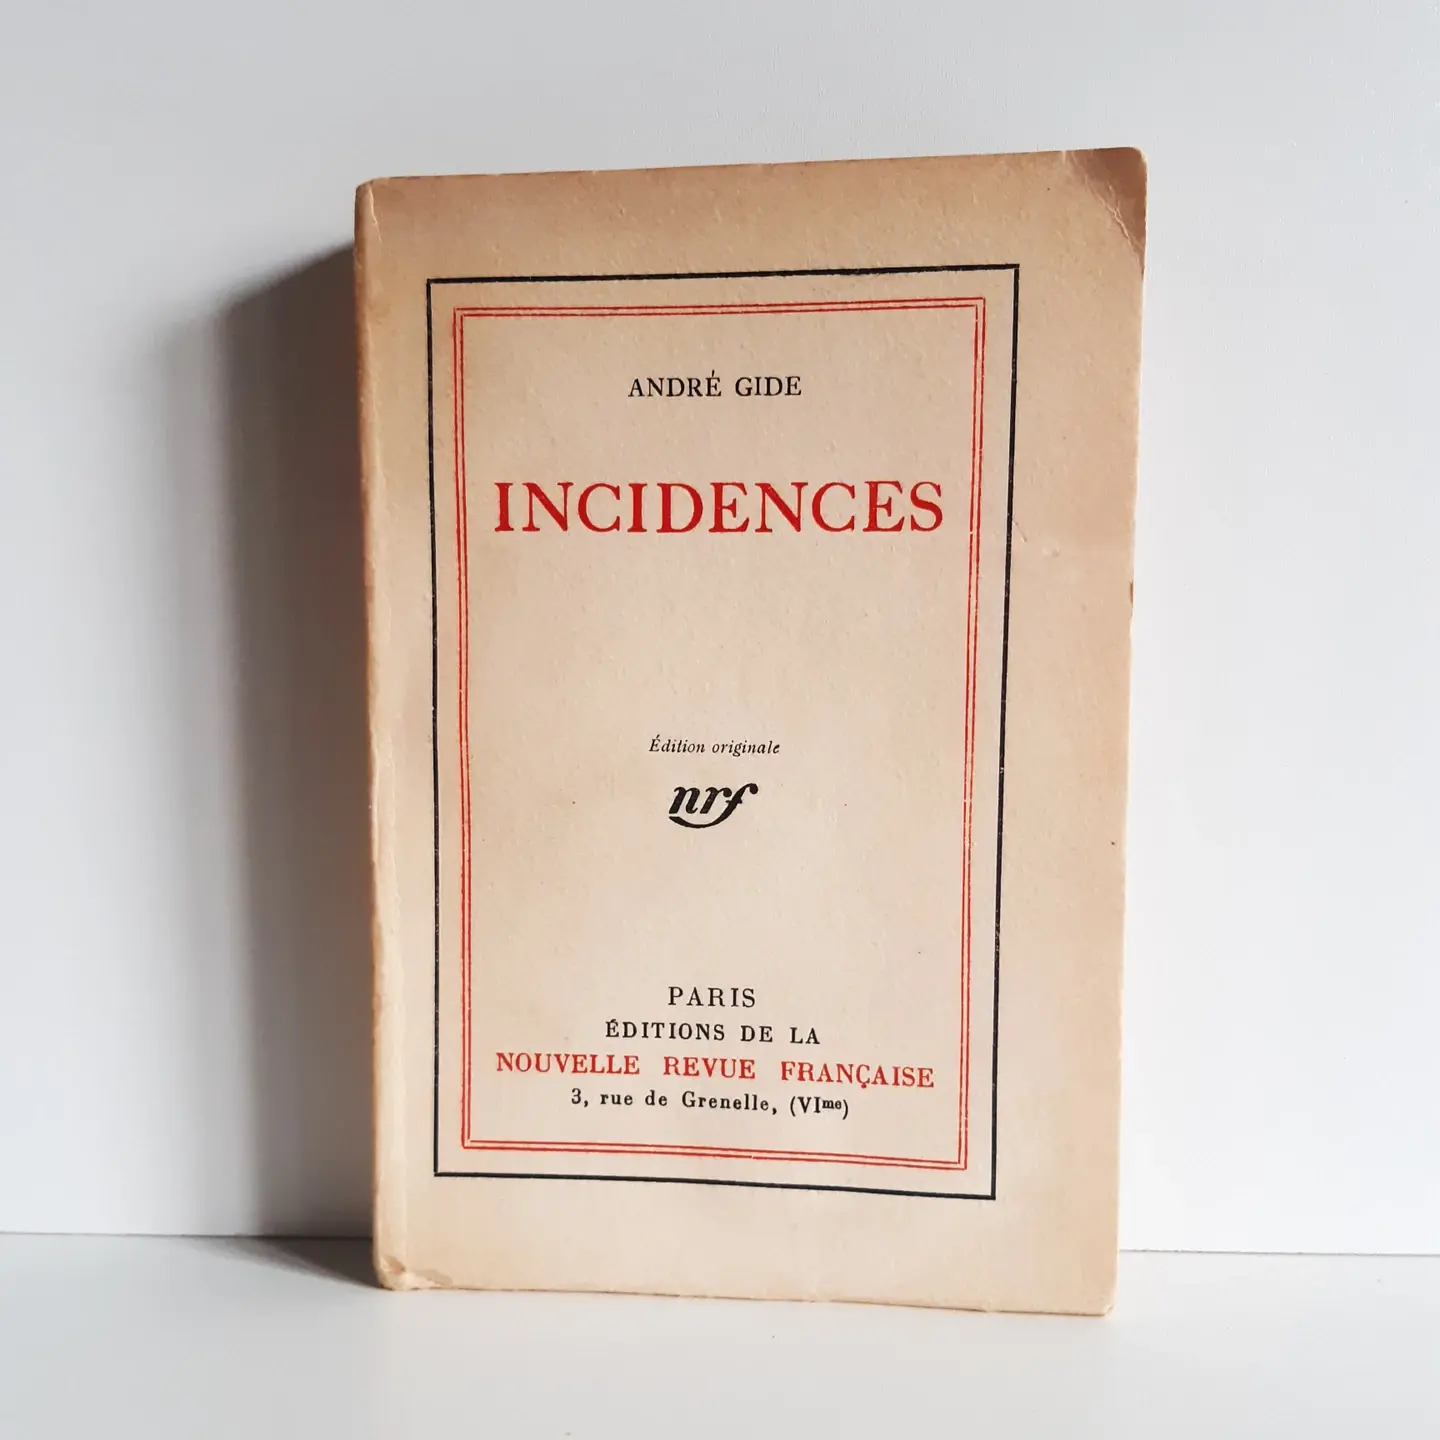 ANDRÉ GIDE
INCIDENCES
Édition originale
nrf
PARIS
ÉDITIONS DE LA
NOUVELLE REVUE FRANÇAISE
3, rue de Grenelle, (VIme)